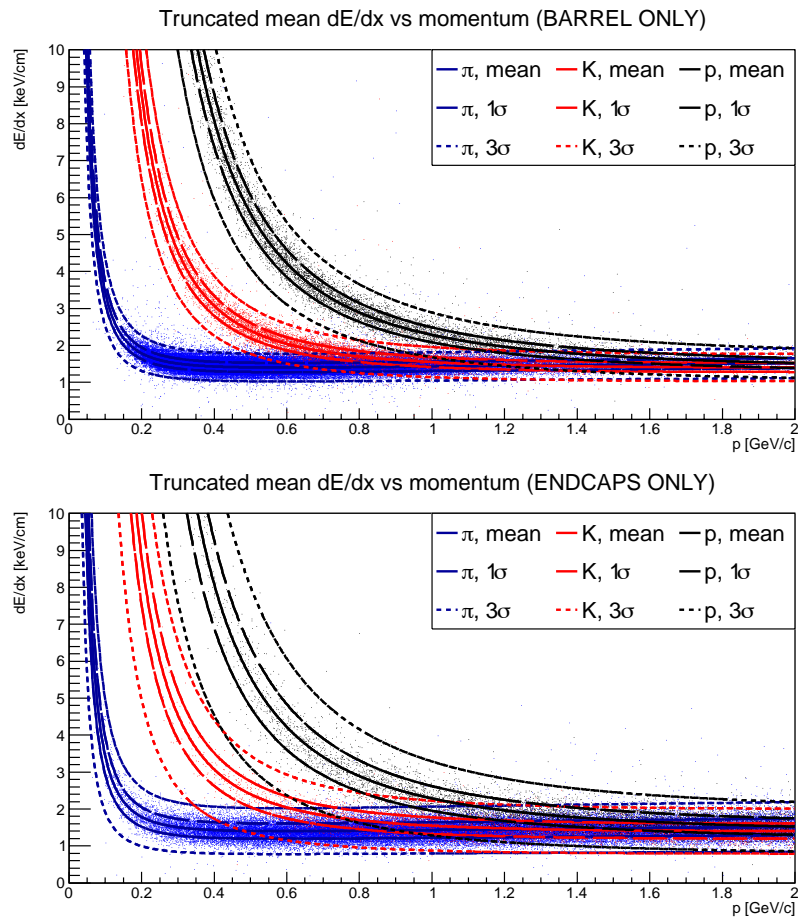 Truncated mean dE/dx vs momentum (BARREL ONLY)
dE/dx [keV/cm]
10
9
8
7
6
5
4
3
2
1
0
π, mean K, mean p, mean
π, 1σ K, 1σ p, 1σ
π, 3σ K, 3σ p, 3σ
0 0.2 0.4 0.6 0.8 1 1.2 1.4 1.6 1.8 2
p [GeV/c]
Truncated mean dE/dx vs momentum (ENDCAPS ONLY)
dE/dx [keV/cm]
10
9
8
7
6
5
4
3
2
1
0
π, mean K, mean p, mean
π, 1σ K, 1σ p, 1σ
π, 3σ K, 3σ p, 3σ
0 0.2 0.4 0.6 0.8 1 1.2 1.4 1.6 1.8 2
p [GeV/c]